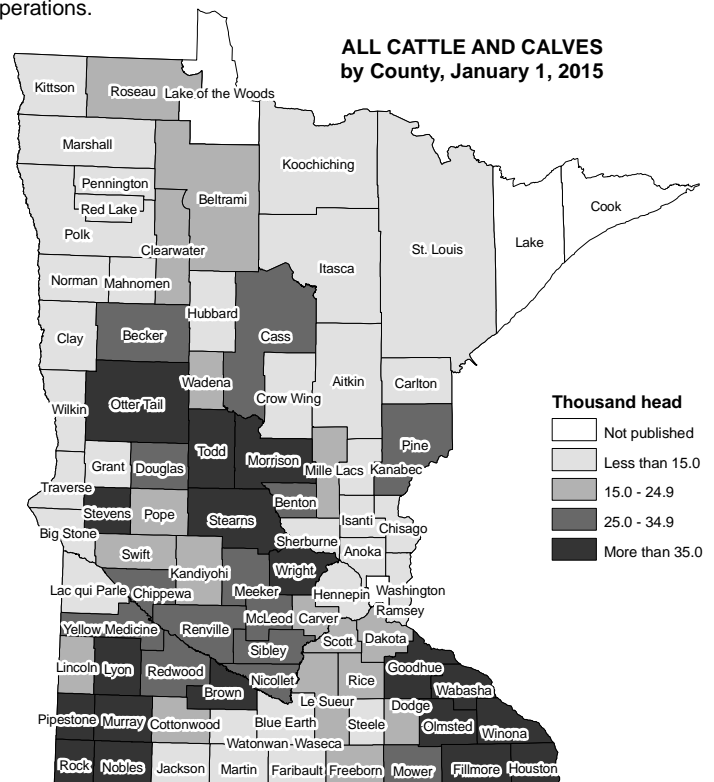 perations.
ALL CATTLE AND CALVES
by County, January 1, 2015
Kittson
Roseau
Lake of the Woods
Marshall
Koochiching
Pennington
Red Lake
Beltrami
Polk
Cook
Clearwater
St. Louis
Lake
Itasca
Norman
Mahnomen
Hubbard
Clay
Becker
Cass
Wadena
Aitkin
Carlton
Crow Wing
Wilkin
Otter Tail
Thousand head
Not published
Less than 15.0
15.0 - 24.9
25.0 - 34.9
More than 35.0
Todd
Morrison
Pine
Grant
Douglas
Mille Lacs
Kanabec
Traverse
Stevens
Pope
Stearns
Benton
Isanti
Chisago
Big Stone
Sherburne
Anoka
Swift
Kandiyohi
Wright
Lac qui Parle
Chippewa
Meeker
Hennepin
Washington
Ramsey
McLeod
Carver
Yellow Medicine
Renville
Scott
Dakota
Sibley
Lincoln
Lyon
Redwood
Nicollet
Rice
Goodhue
Brown
Wabasha
Le Sueur
Dodge
Pipestone
Murray
Cottonwood
Blue Earth
Steele
Olmsted
Winona
Watonwan
Waseca
Rock
Nobles
Jackson
Martin
Faribault
Freeborn
Mower
Fillmore
Houston